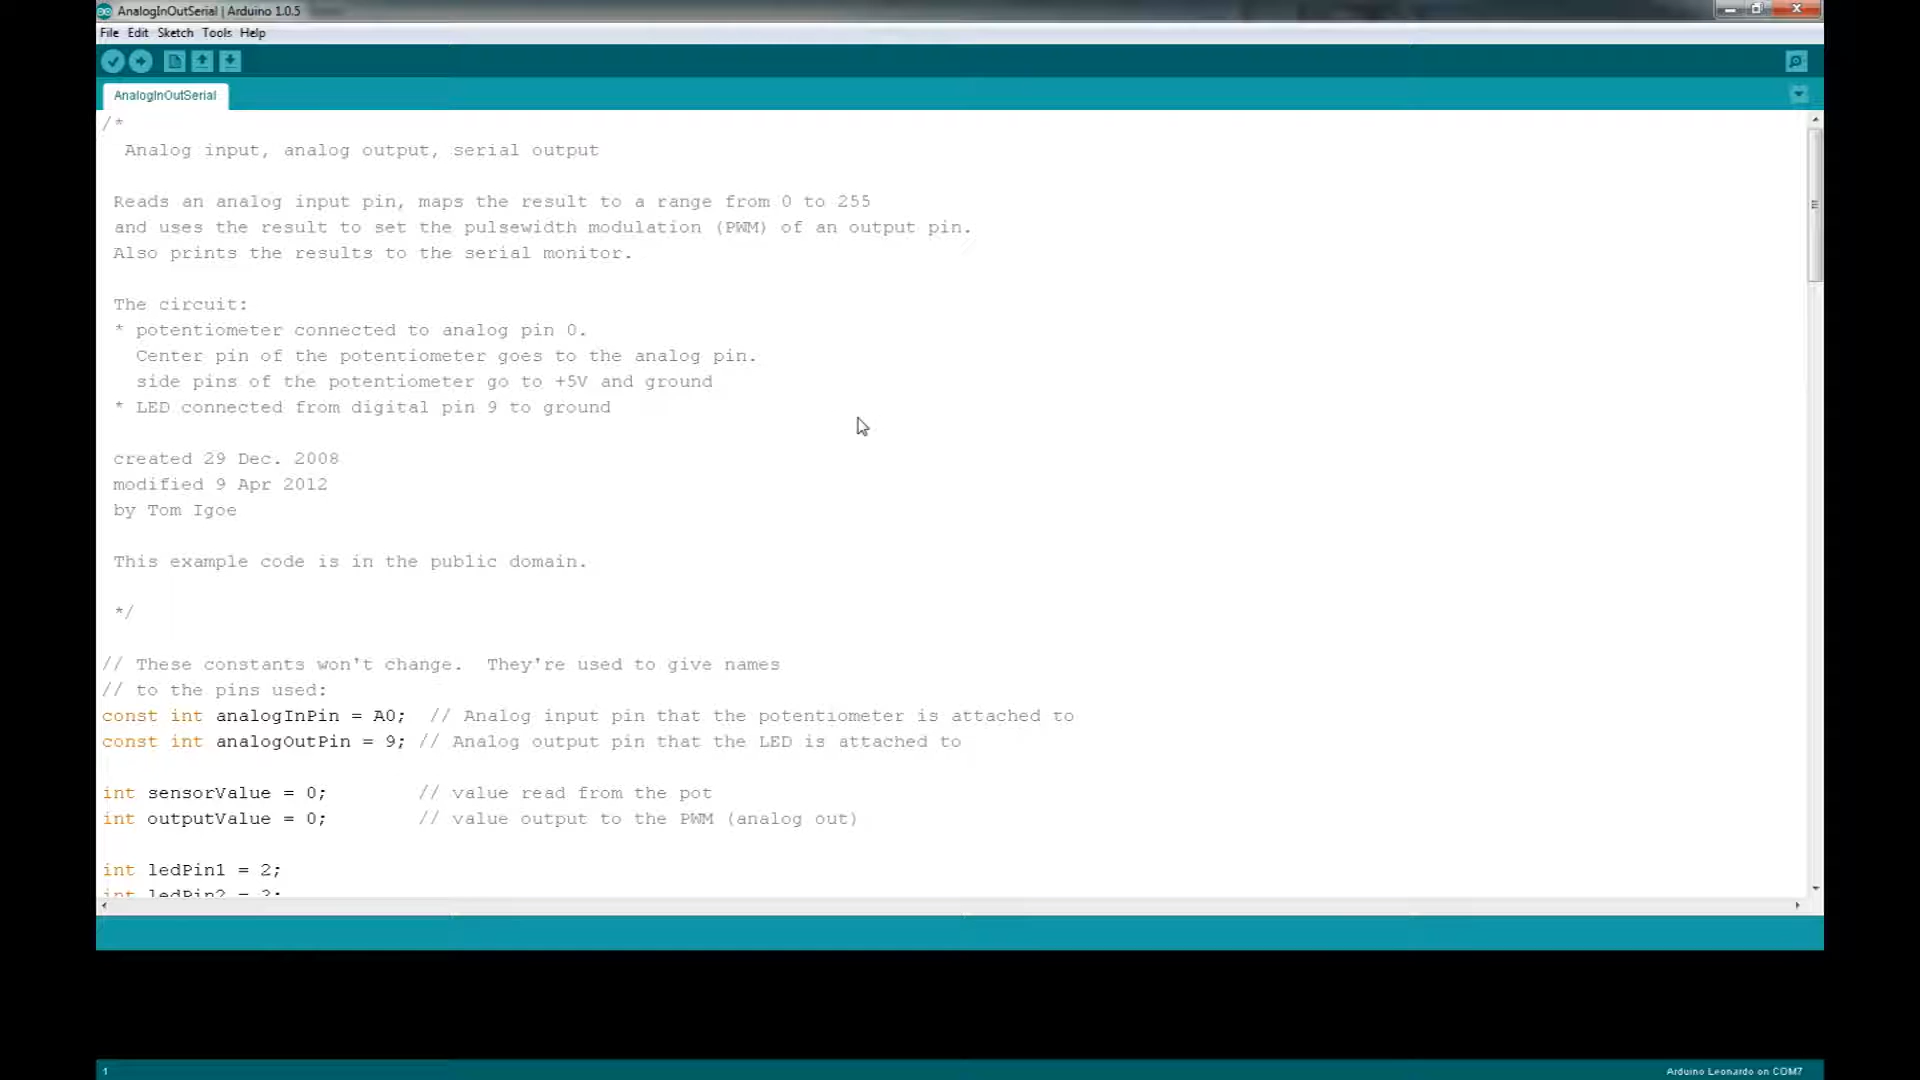 AnalogInOutSerial | Arduino 1.0.5
File Edit Sketch Tools Help
AnalogInOutSerial
/*
Analog input, analog output, serial output
Reads an analog input pin, maps the result to a range from 0 to 255
and uses the result to set the pulsewidth modulation (PWM) of an output pin.
Also prints the results to the serial monitor.
The circuit:
* potentiometer connected to analog pin 0.
Center pin of the potentiometer goes to the analog pin.
side pins of the potentiometer go to +5V and ground
* LED connected from digital pin 9 to ground
created 29 Dec. 2008
modified 9 Apr 2012
by Tom Igoe
This example code is in the public domain.
*/
// These constants won't change.  They're used to give names
// to the pins used:
const int analogInPin = A0;  // Analog input pin that the potentiometer is attached to
const int analogOutPin = 9; // Analog output pin that the LED is attached to
int sensorValue = 0;        // value read from the pot
int outputValue = 0;        // value output to the PWM (analog out)
int ledPin1 = 2;
int ledPin2 = 3;
1
Arduino Leonardo on COM7